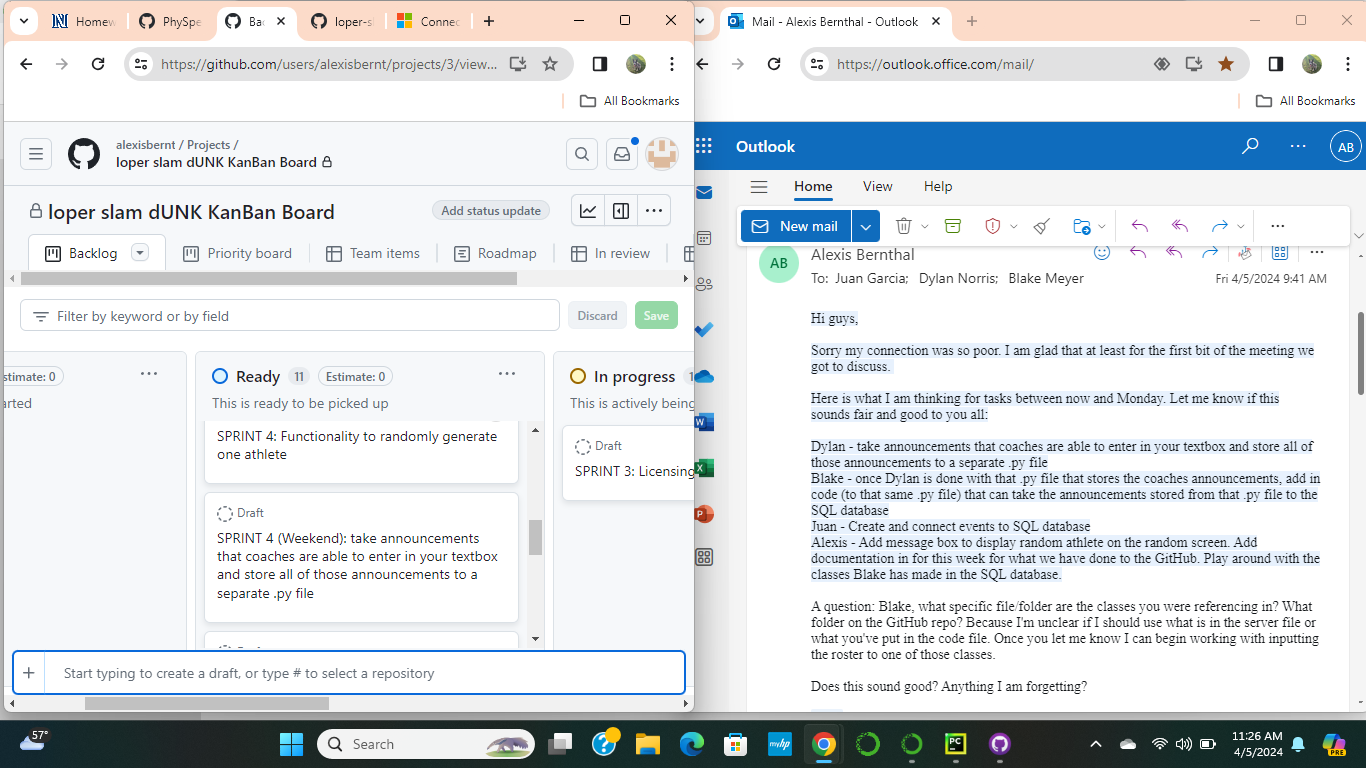 Homew
PhySpe
Bac
loper-sl
Connec
https://github.com/users/alexisbernt/projects/3/view...
All Bookmarks
alexisbernt / Projects /
loper slam dUNK KanBan Board
loper slam dUNK KanBan Board
Add status update
Backlog
Priority board
Team items
Roadmap
In review
Filter by keyword or by field
Discard
Save
stimate: 0
arted
Ready 11 Estimate: 0
This is ready to be picked up
SPRINT 4: Functionality to randomly generate
one athlete
Draft
SPRINT 4 (Weekend): take announcements
that coaches are able to enter in your textbox
and store all of those announcements to a
separate .py file
In progress 1
This is actively being
Draft
SPRINT 3: Licensing
Start typing to create a draft, or type # to select a repository
Mail - Alexis Bernthal - Outlook
https://outlook.office.com/mail/
All Bookmarks
Outlook
AB
Home
View
Help
New mail
AB
Alexis Bernthal
To: Juan Garcia; Dylan Norris; Blake Meyer
Fri 4/5/2024 9:41 AM
Hi guys,
Sorry my connection was so poor. I am glad that at least for the first bit of the meeting we
got to discuss.
Here is what I am thinking for tasks between now and Monday. Let me know if this
sounds fair and good to you all:
Dylan - take announcements that coaches are able to enter in your textbox and store all of
those announcements to a separate .py file
Blake - once Dylan is done with that .py file that stores the coaches announcements, add in
code (to that same .py file) that can take the announcements stored from that .py file to the
SQL database
Juan - Create and connect events to SQL database
Alexis - Add message box to display random athlete on the random screen. Add
documentation in for this week for what we have done to the GitHub. Play around with the
classes Blake has made in the SQL database.
A question: Blake, what specific file/folder are the classes you were referencing in? What
folder on the GitHub repo? Because I'm unclear if I should use what is in the server file or
what you've put in the code file. Once you let me know I can begin working with inputting
the roster to one of those classes.
Does this sound good? Anything I am forgetting?
57°
Search
11:26 AM
4/5/2024